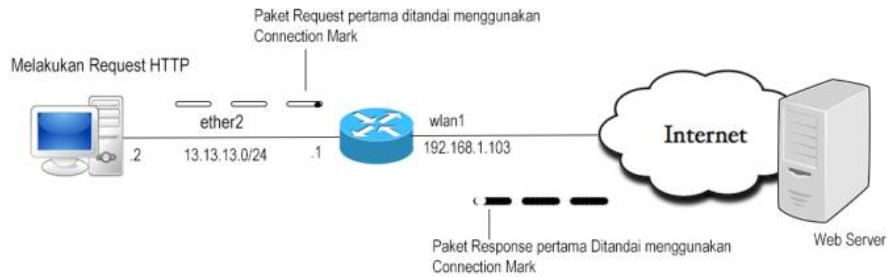 Paket Request pertama ditandai menggunakan
Connection Mark
Melakukan Request HTTP
ether2
wlan1
.2
13.13.13.0/24
.1
192.168.1.103
Internet
Web Server
Paket Response pertama Ditandai menggunakan
Connection Mark